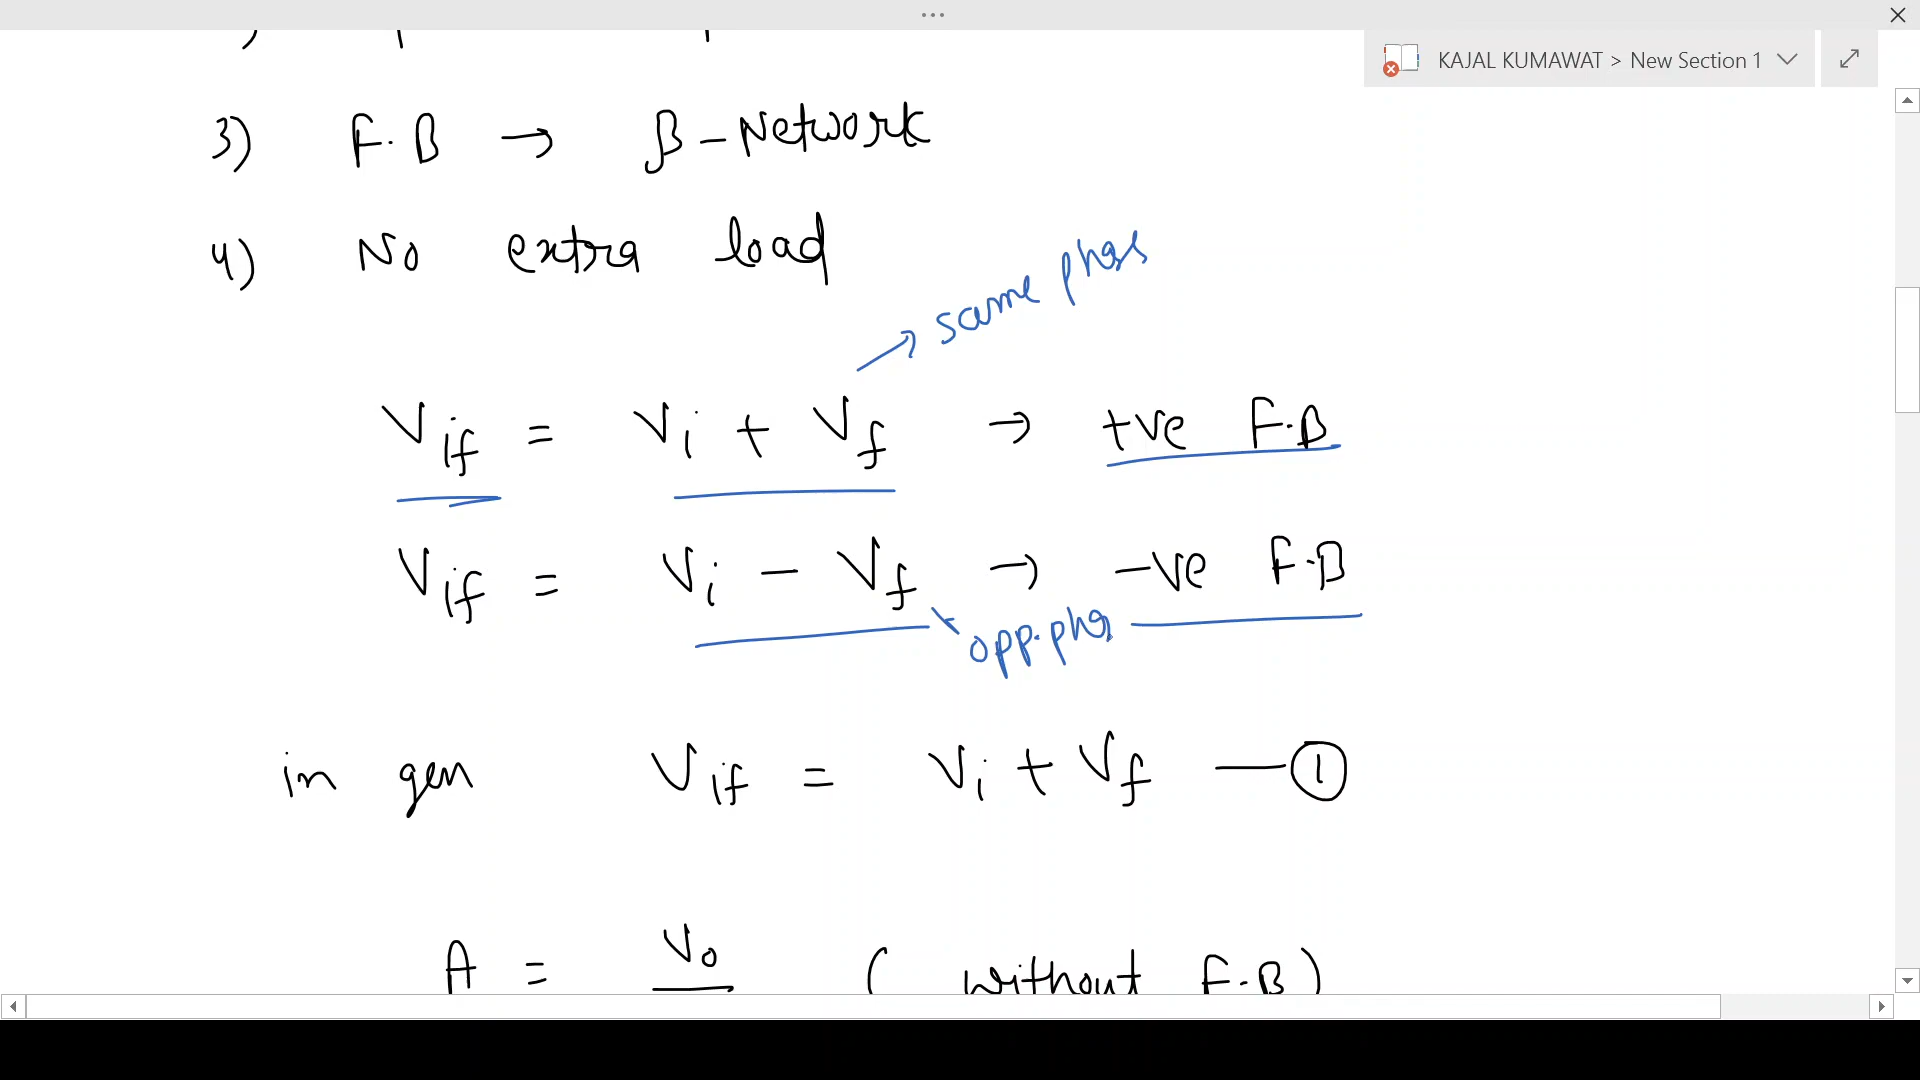 KAJAL KUMAWAT > New Section 1
3) F.B → β-Network
4) No extra load
same phas
Vif = Vi + Vf → +ve F.B
Vif = Vi - Vf → -ve F.B
opp. phas
in gen Vif = Vi + Vf — ①
A = Vo ( without F.B)